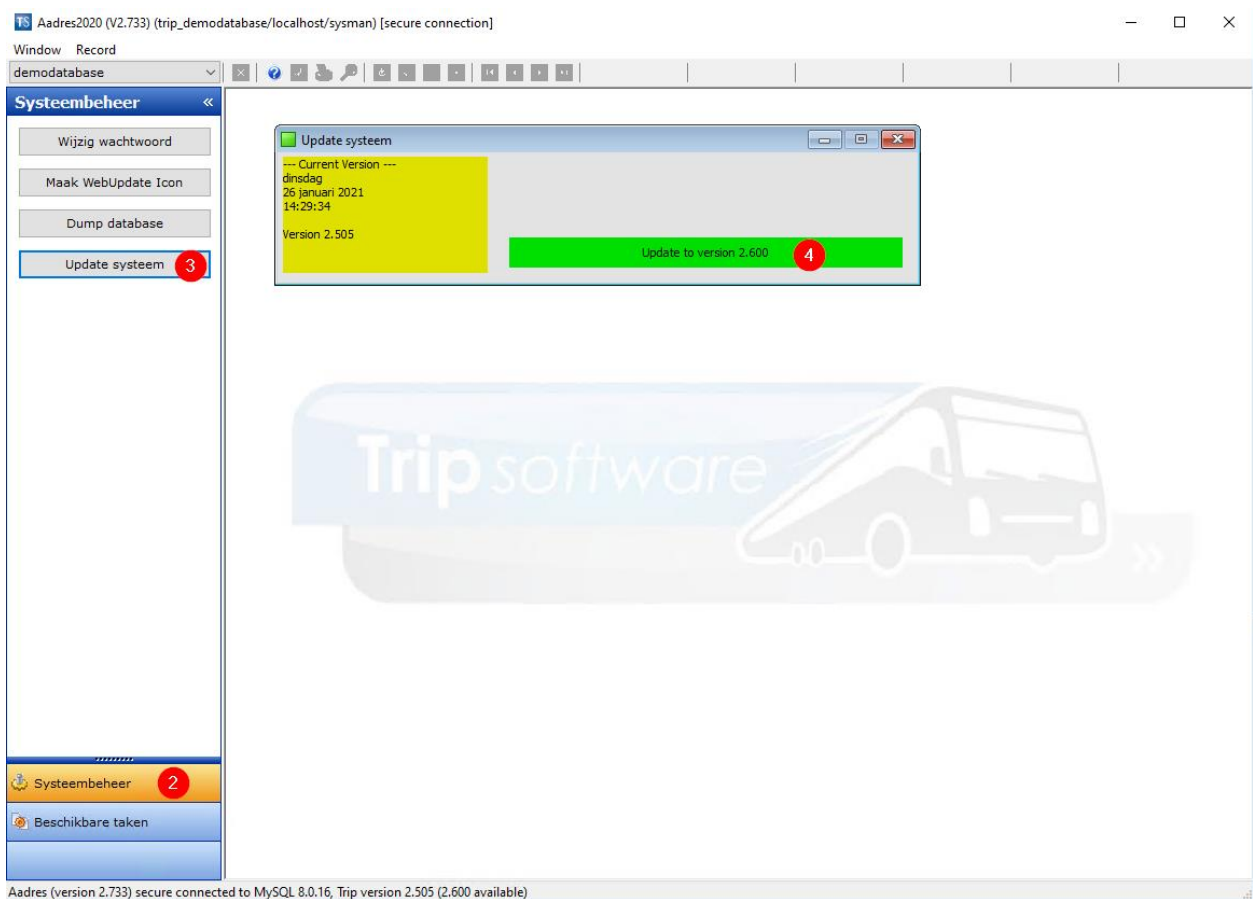 Aadres2020 (V2.733) (trip_demodatabase/localhost/sysman) [secure connection]
Window Record
demodatabase
Systeembeheer «
Wijzig wachtwoord
Maak WebUpdate Icon
Dump database
Update systeem 3
Update systeem
--- Current Version ---
dinsdag
26 januari 2021
14:29:34
Version 2.505
Update to version 2.600 4
Trip software
Systeembeheer 2
Beschikbare taken
Aadres (version 2.733) secure connected to MySQL 8.0.16, Trip version 2.505 (2.600 available)